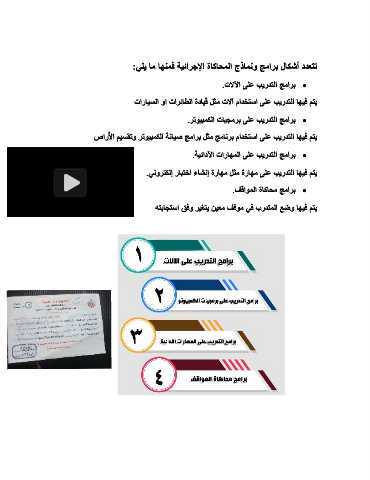 تتعدد أشكال برامج ونماذج المحاكاة الإجرائية فمنها ما يلي:
• برامج التدريب على الآلات.
يتم فيها التدريب على استخدام آلات مثل قيادة الطائرات او السيارات
• برامج التدريب على برمجيات الكمبيوتر.
يتم فيها التدريب على استخدام برنامج مثل برامج صيانة الكمبيوتر وتقسيم الأراص
• برامج التدريب على المهارات الأدائية.
يتم فيها التدريب على مهارة مثل مهارة إنشاء اختبار إلكتروني.
• برامج محاكاة المواقف.
يتم فيها وضع المتدرب في موقف معين يتغير وفق استجابته
١ برامج التدريب على الآلات
٢ برامج التدريب على برمجيات الكمبيوتر
٣ برامج التدريب على المهارات الادائية
٤ برامج محاكاة المواقف